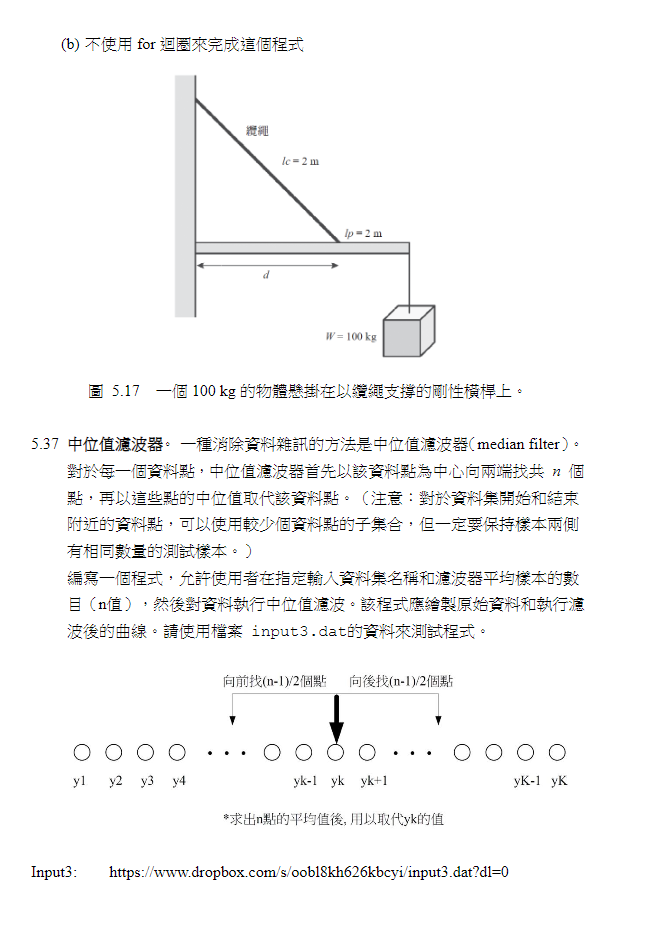 (b) 不使用 for 迴圈來完成這個程式
纜繩
lc = 2 m
lp = 2 m
d
W = 100 kg
圖 5.17 一個 100 kg 的物體懸掛在以纜繩支撐的剛性橫桿上。
5.37 中位值濾波器。一種消除資料雜訊的方法是中位值濾波器(median filter)。
對於每一個資料點，中位值濾波器首先以該資料點為中心向兩端找共 n 個
點，再以這些點的中位值取代該資料點。（注意：對於資料集開始和結束
附近的資料點，可以使用較少個資料點的子集合，但一定要保持樣本兩側
有相同數量的測試樣本。）
編寫一個程式，允許使用者在指定輸入資料集名稱和濾波器平均樣本的數
目（n值），然後對資料執行中位值濾波。該程式應繪製原始資料和執行濾
波後的曲線。請使用檔案 input3.dat的資料來測試程式。
向前找(n-1)/2個點 向後找(n-1)/2個點
y1 y2 y3 y4 yk-1 yk yk+1 yK-1 yK
*求出n點的平均值後, 用以取代yk的值
Input3: https://www.dropbox.com/s/oobl8kh626kbcyi/input3.dat?dl=0